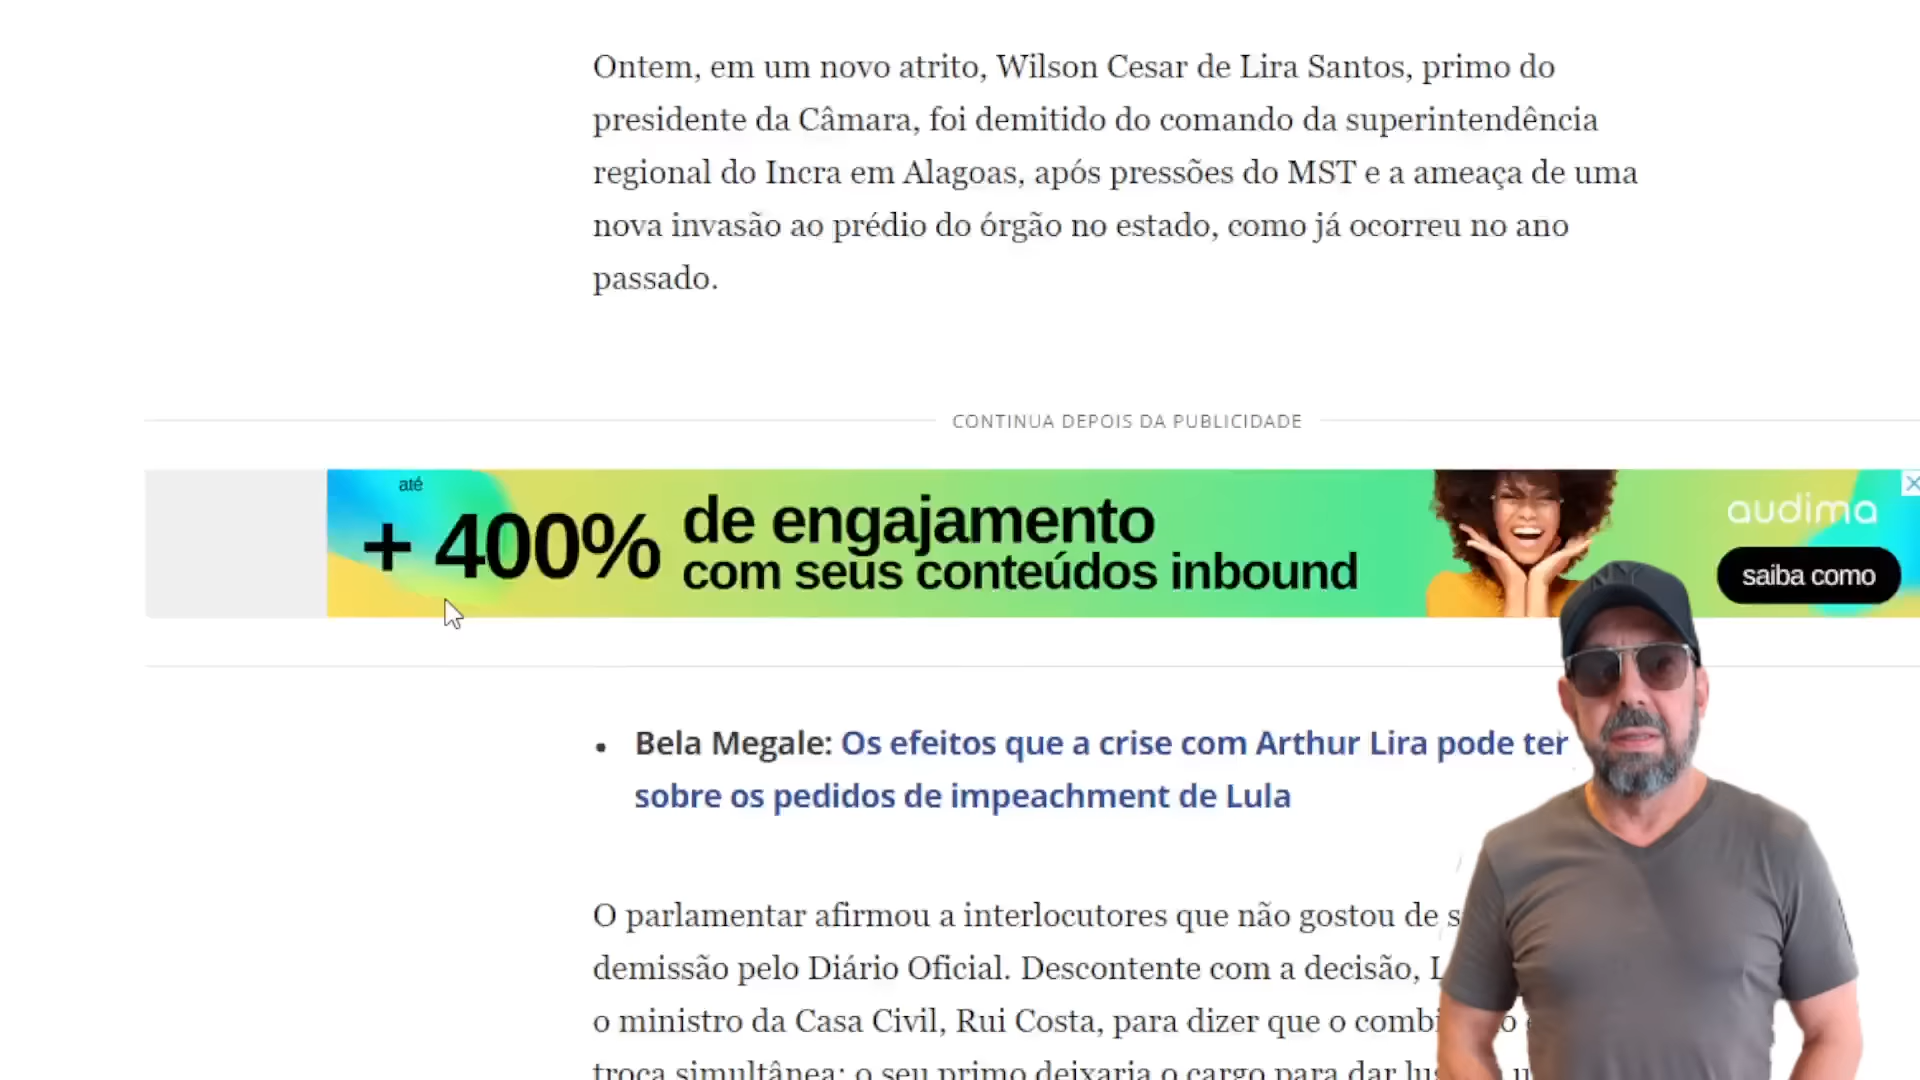 Ontem, em um novo atrito, Wilson Cesar de Lira Santos, primo do
presidente da Câmara, foi demitido do comando da superintendência
regional do Incra em Alagoas, após pressões do MST e a ameaça de uma
nova invasão ao prédio do órgão no estado, como já ocorreu no ano
passado.
CONTINUA DEPOIS DA PUBLICIDADE
até
+ 400%
de engajamento
com seus conteúdos inbound
audima
saiba como
• Bela Megale: Os efeitos que a crise com Arthur Lira pode ter
sobre os pedidos de impeachment de Lula
O parlamentar afirmou a interlocutores que não gostou de
demissão pelo Diário Oficial. Descontente com a decisão,
o ministro da Casa Civil, Rui Costa, para dizer que o
troca simultânea: o seu primo deixaria o cargo para dar